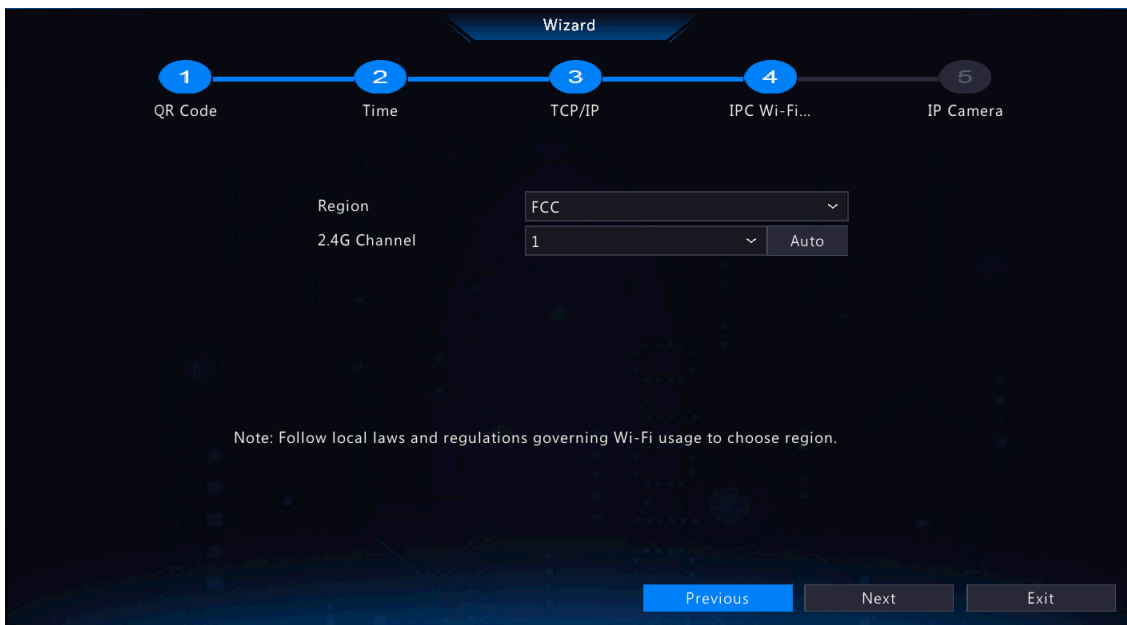 Wizard
1 2 3 4 5
QR Code Time TCP/IP IPC Wi-Fi... IP Camera
Region FCC
2.4G Channel 1 Auto
Note: Follow local laws and regulations governing Wi-Fi usage to choose region.
Previous Next Exit